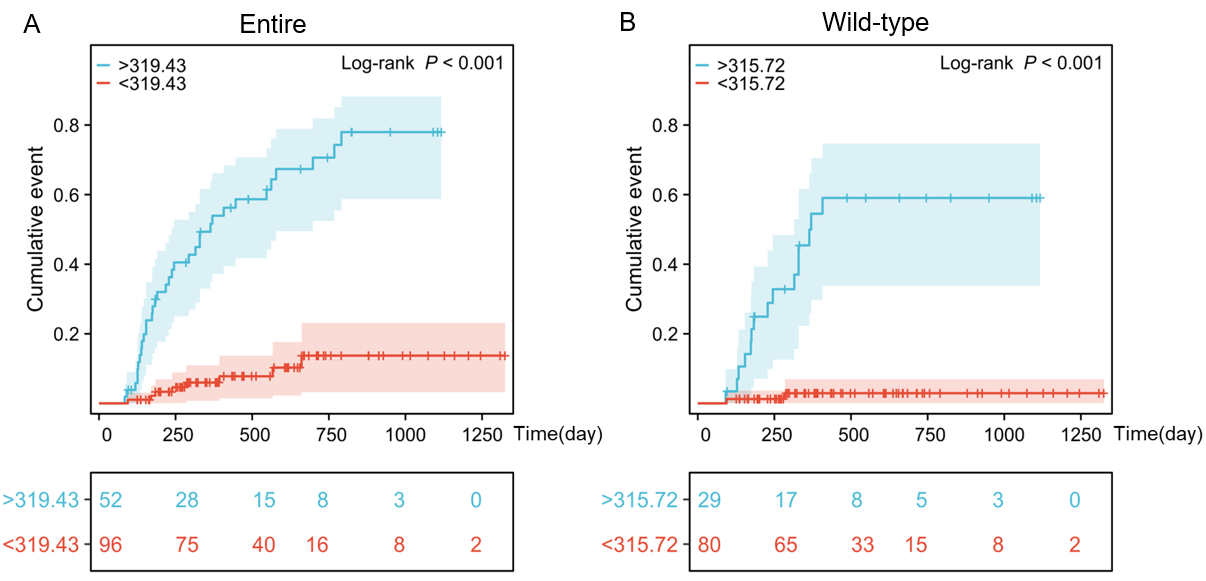 A
Entire
>319.43
<319.43
Log-rank P < 0.001
Cumulative event
0.8
0.6
0.4
0.2
0 250 500 750 1000 1250 Time(day)
>319.43 52 28 15 8 3 0
<319.43 96 75 40 16 8 2
B
Wild-type
>315.72
<315.72
Log-rank P < 0.001
Cumulative event
0.8
0.6
0.4
0.2
0 250 500 750 1000 1250 Time(day)
>315.72 29 17 8 5 3 0
<315.72 80 65 33 15 8 2